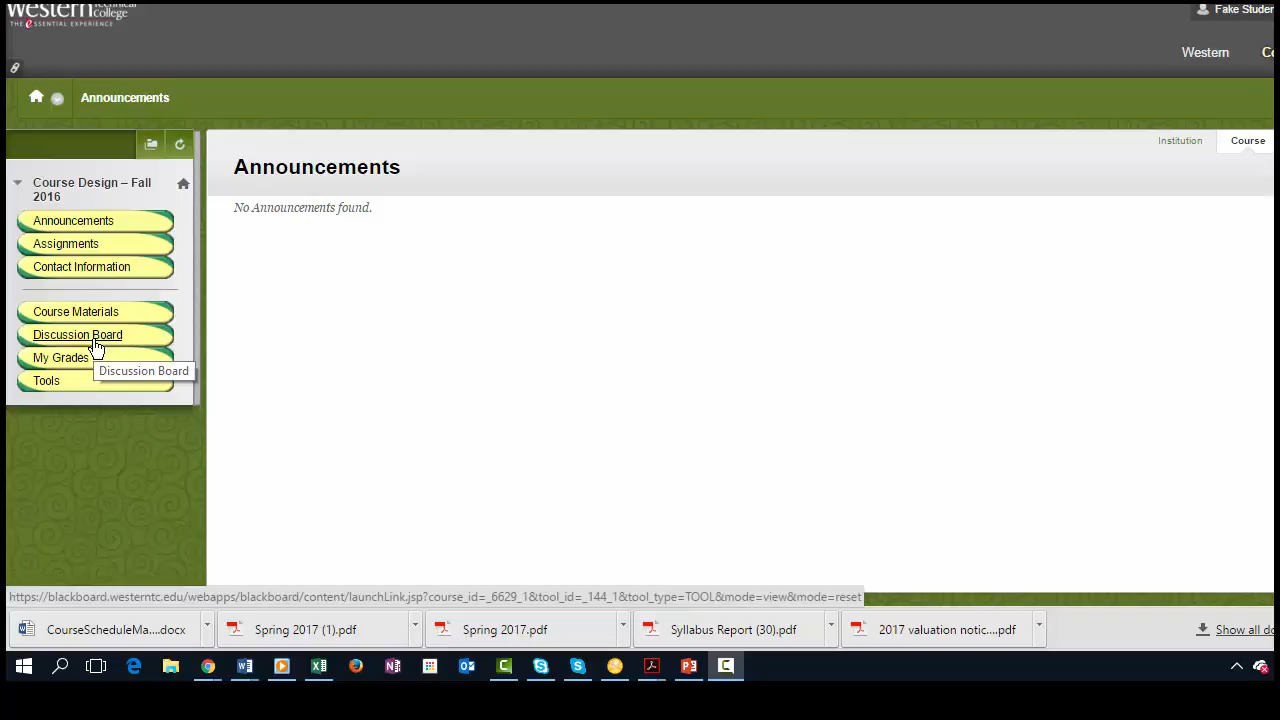 Western Technical College
THE eSSENTIAL EXPERIENCE
Fake Studen
Western
Co
Announcements
Institution
Course
Announcements
No Announcements found.
Course Design – Fall
2016
Announcements
Assignments
Contact Information
Course Materials
Discussion Board
My Grades
Discussion Board
Tools
https://blackboard.westerntc.edu/webapps/blackboard/content/launchLink.jsp?course_id=_6629_1&tool_id=_144_1&tool_type=TOOL&mode=view&mode=reset
CourseScheduleMa....docx
Spring 2017 (1).pdf
Spring 2017.pdf
Syllabus Report (30).pdf
2017 valuation notic....pdf
Show all do